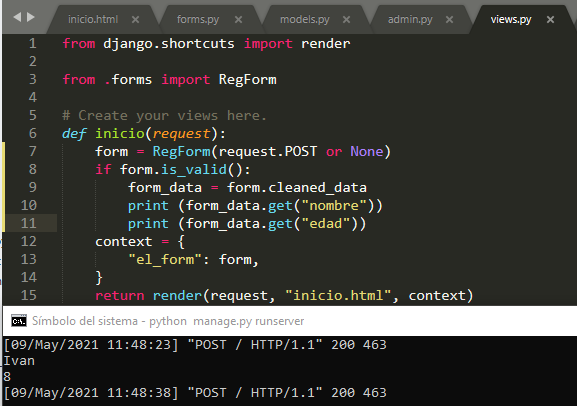 inicio.html
forms.py
models.py
admin.py
views.py
1 from django.shortcuts import render
2
3 from .forms import RegForm
4
5 # Create your views here.
6 def inicio(request):
7 form = RegForm(request.POST or None)
8 if form.is_valid():
9 form_data = form.cleaned_data
10 print (form_data.get("nombre"))
11 print (form_data.get("edad"))
12 context = {
13 "el_form": form,
14 }
15 return render(request, "inicio.html", context)
C:\. Símbolo del sistema - python manage.py runserver
[09/May/2021 11:48:23] "POST / HTTP/1.1" 200 463
Ivan
8
[09/May/2021 11:48:38] "POST / HTTP/1.1" 200 463